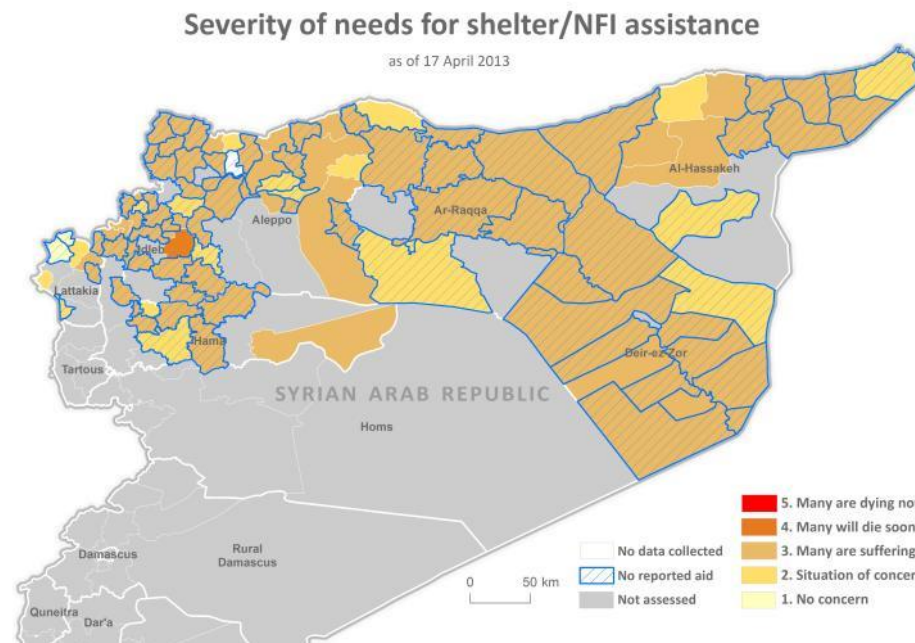 Severity of needs for shelter/NFI assistance
as of 17 April 2013
Al-Hassakeh
Aleppo
Ar-Raqqa
Idleb
Lattakia
Hama
Deir-ez-Zor
Tartous
SYRIAN ARAB REPUBLIC
Homs
Damascus
Rural
Damascus
Quneitra
Dar'a
0 50 km
No data collected
No reported aid
Not assessed
5. Many are dying no
4. Many will die soon
3. Many are suffering
2. Situation of concer
1. No concern